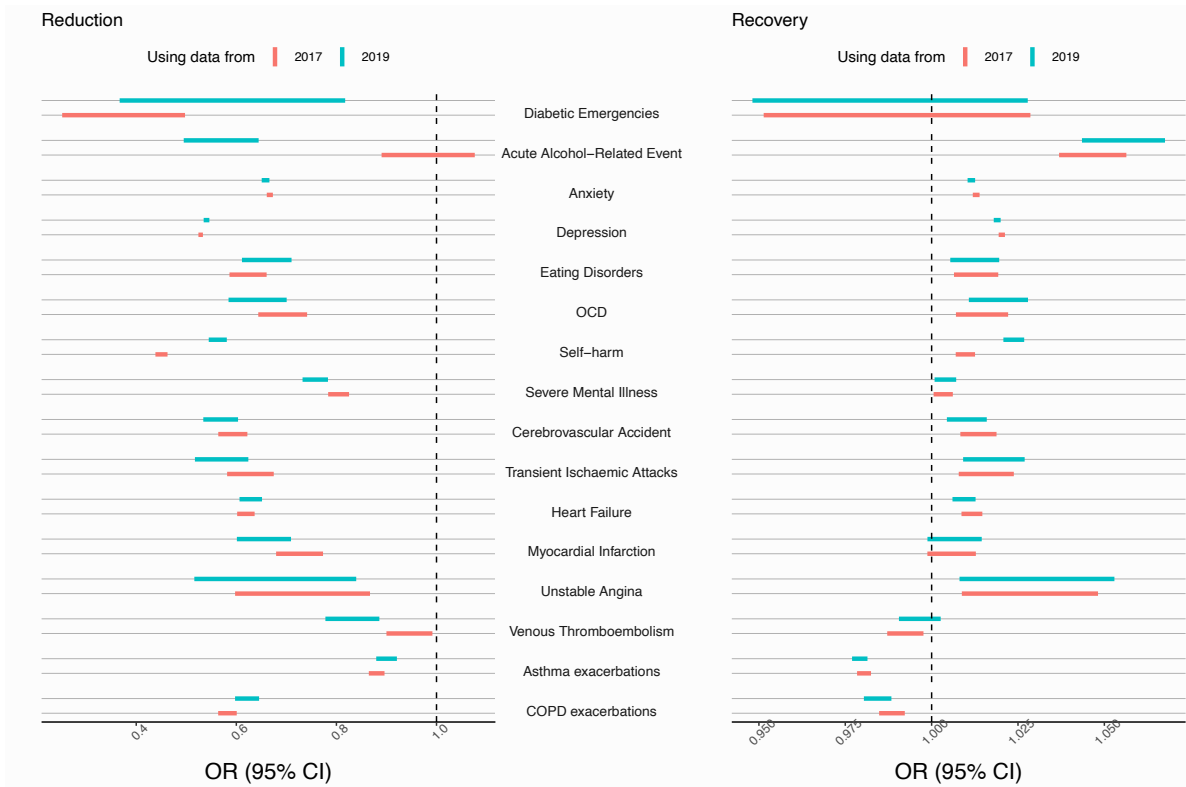 Reduction
Recovery
Using data from 2017 2019
Using data from 2017 2019
Diabetic Emergencies
Acute Alcohol−Related Event
Anxiety
Depression
Eating Disorders
OCD
Self−harm
Severe Mental Illness
Cerebrovascular Accident
Transient Ischaemic Attacks
Heart Failure
Myocardial Infarction
Unstable Angina
Venous Thromboembolism
Asthma exacerbations
COPD exacerbations
0.4 0.6 0.8 1.0
0.950 0.975 1.000 1.025 1.050
OR (95% CI)
OR (95% CI)